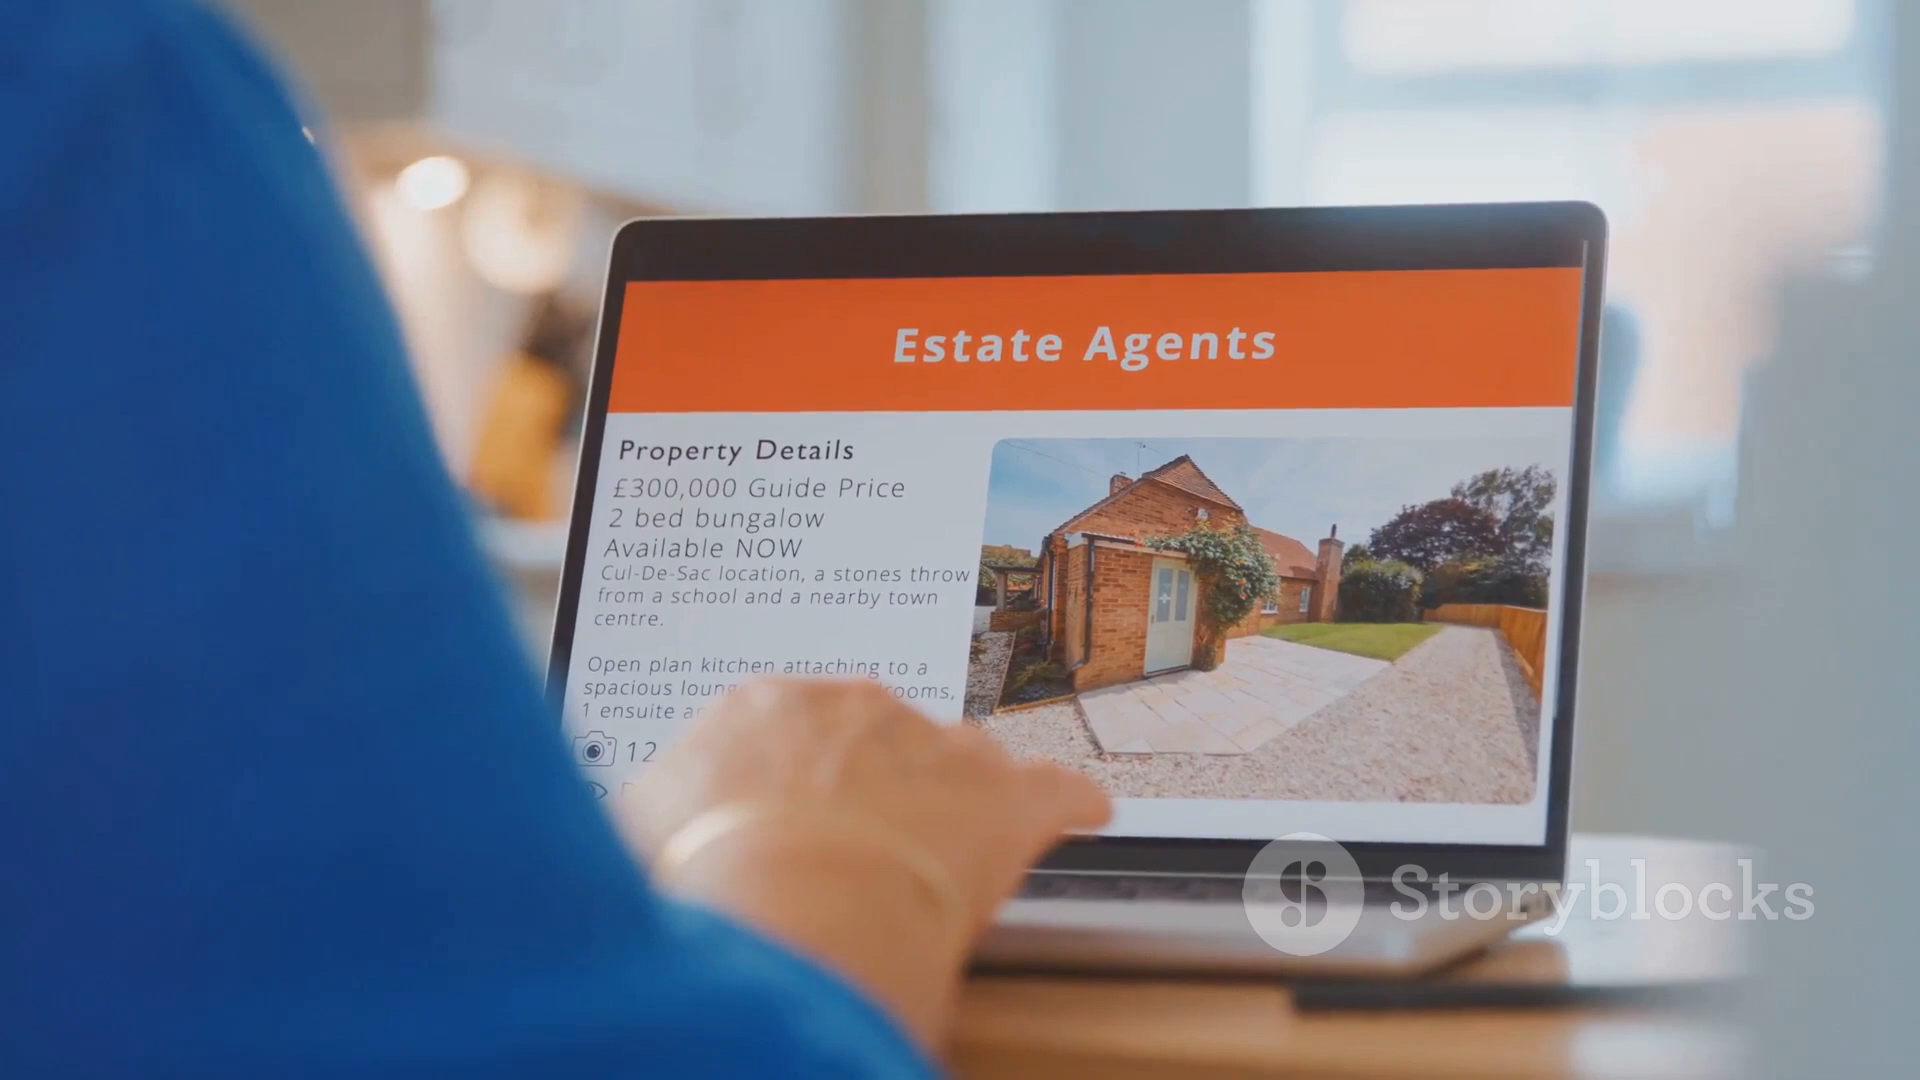 Estate Agents
Property Details
£300,000 Guide Price
2 bed bungalow
Available NOW
Cul-De-Sac location, a stones throw
from a school and a nearby town
centre.
Open plan kitchen attaching to a
spacious
1 ensuite
12
Storyblocks